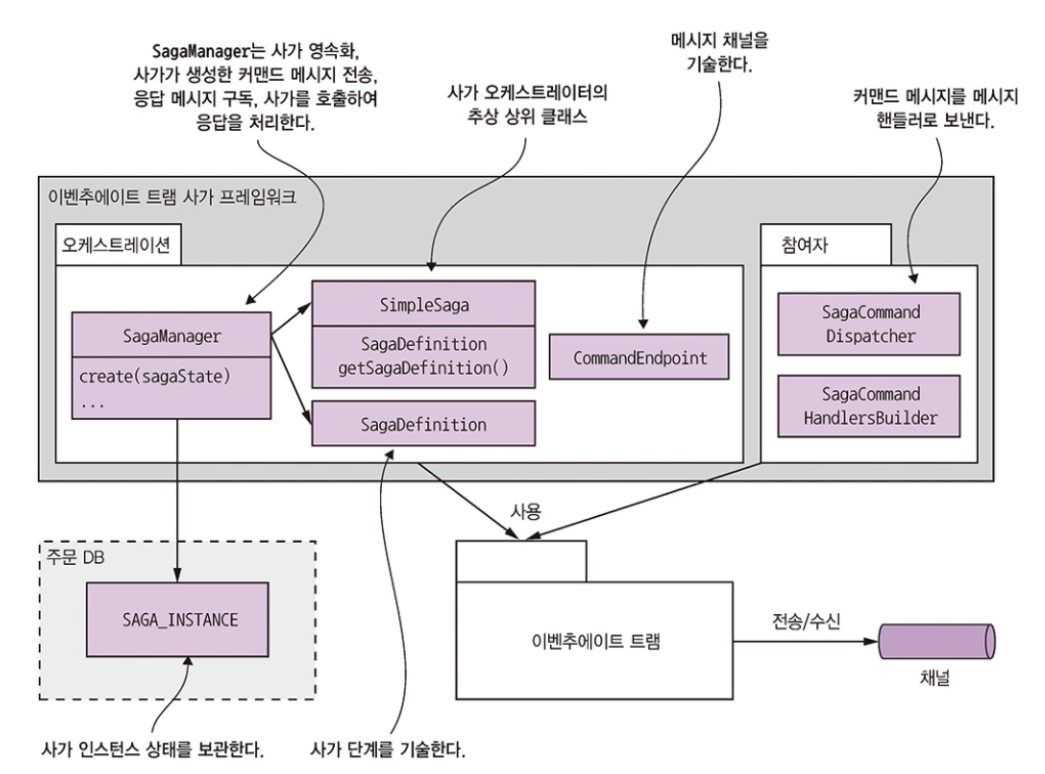 SagaManager는 사가 영속화,
사가가 생성한 커맨드 메시지 전송,
응답 메시지 구독, 사가를 호출하여
응답을 처리한다.
사가 오케스트레이터의
추상 상위 클래스
메시지 채널을
기술한다.
커맨드 메시지를 메시지
핸들러로 보낸다.
이벤추에이트 트램 사가 프레임워크
오케스트레이션
SagaManager
create(sagaState)
...
SimpleSaga
SagaDefinition
getSagaDefinition()
SagaDefinition
CommandEndpoint
참여자
SagaCommand
Dispatcher
SagaCommand
HandlersBuilder
사용
주문 DB
SAGA_INSTANCE
이벤추에이트 트램
전송/수신
채널
사가 인스턴스 상태를 보관한다.
사가 단계를 기술한다.